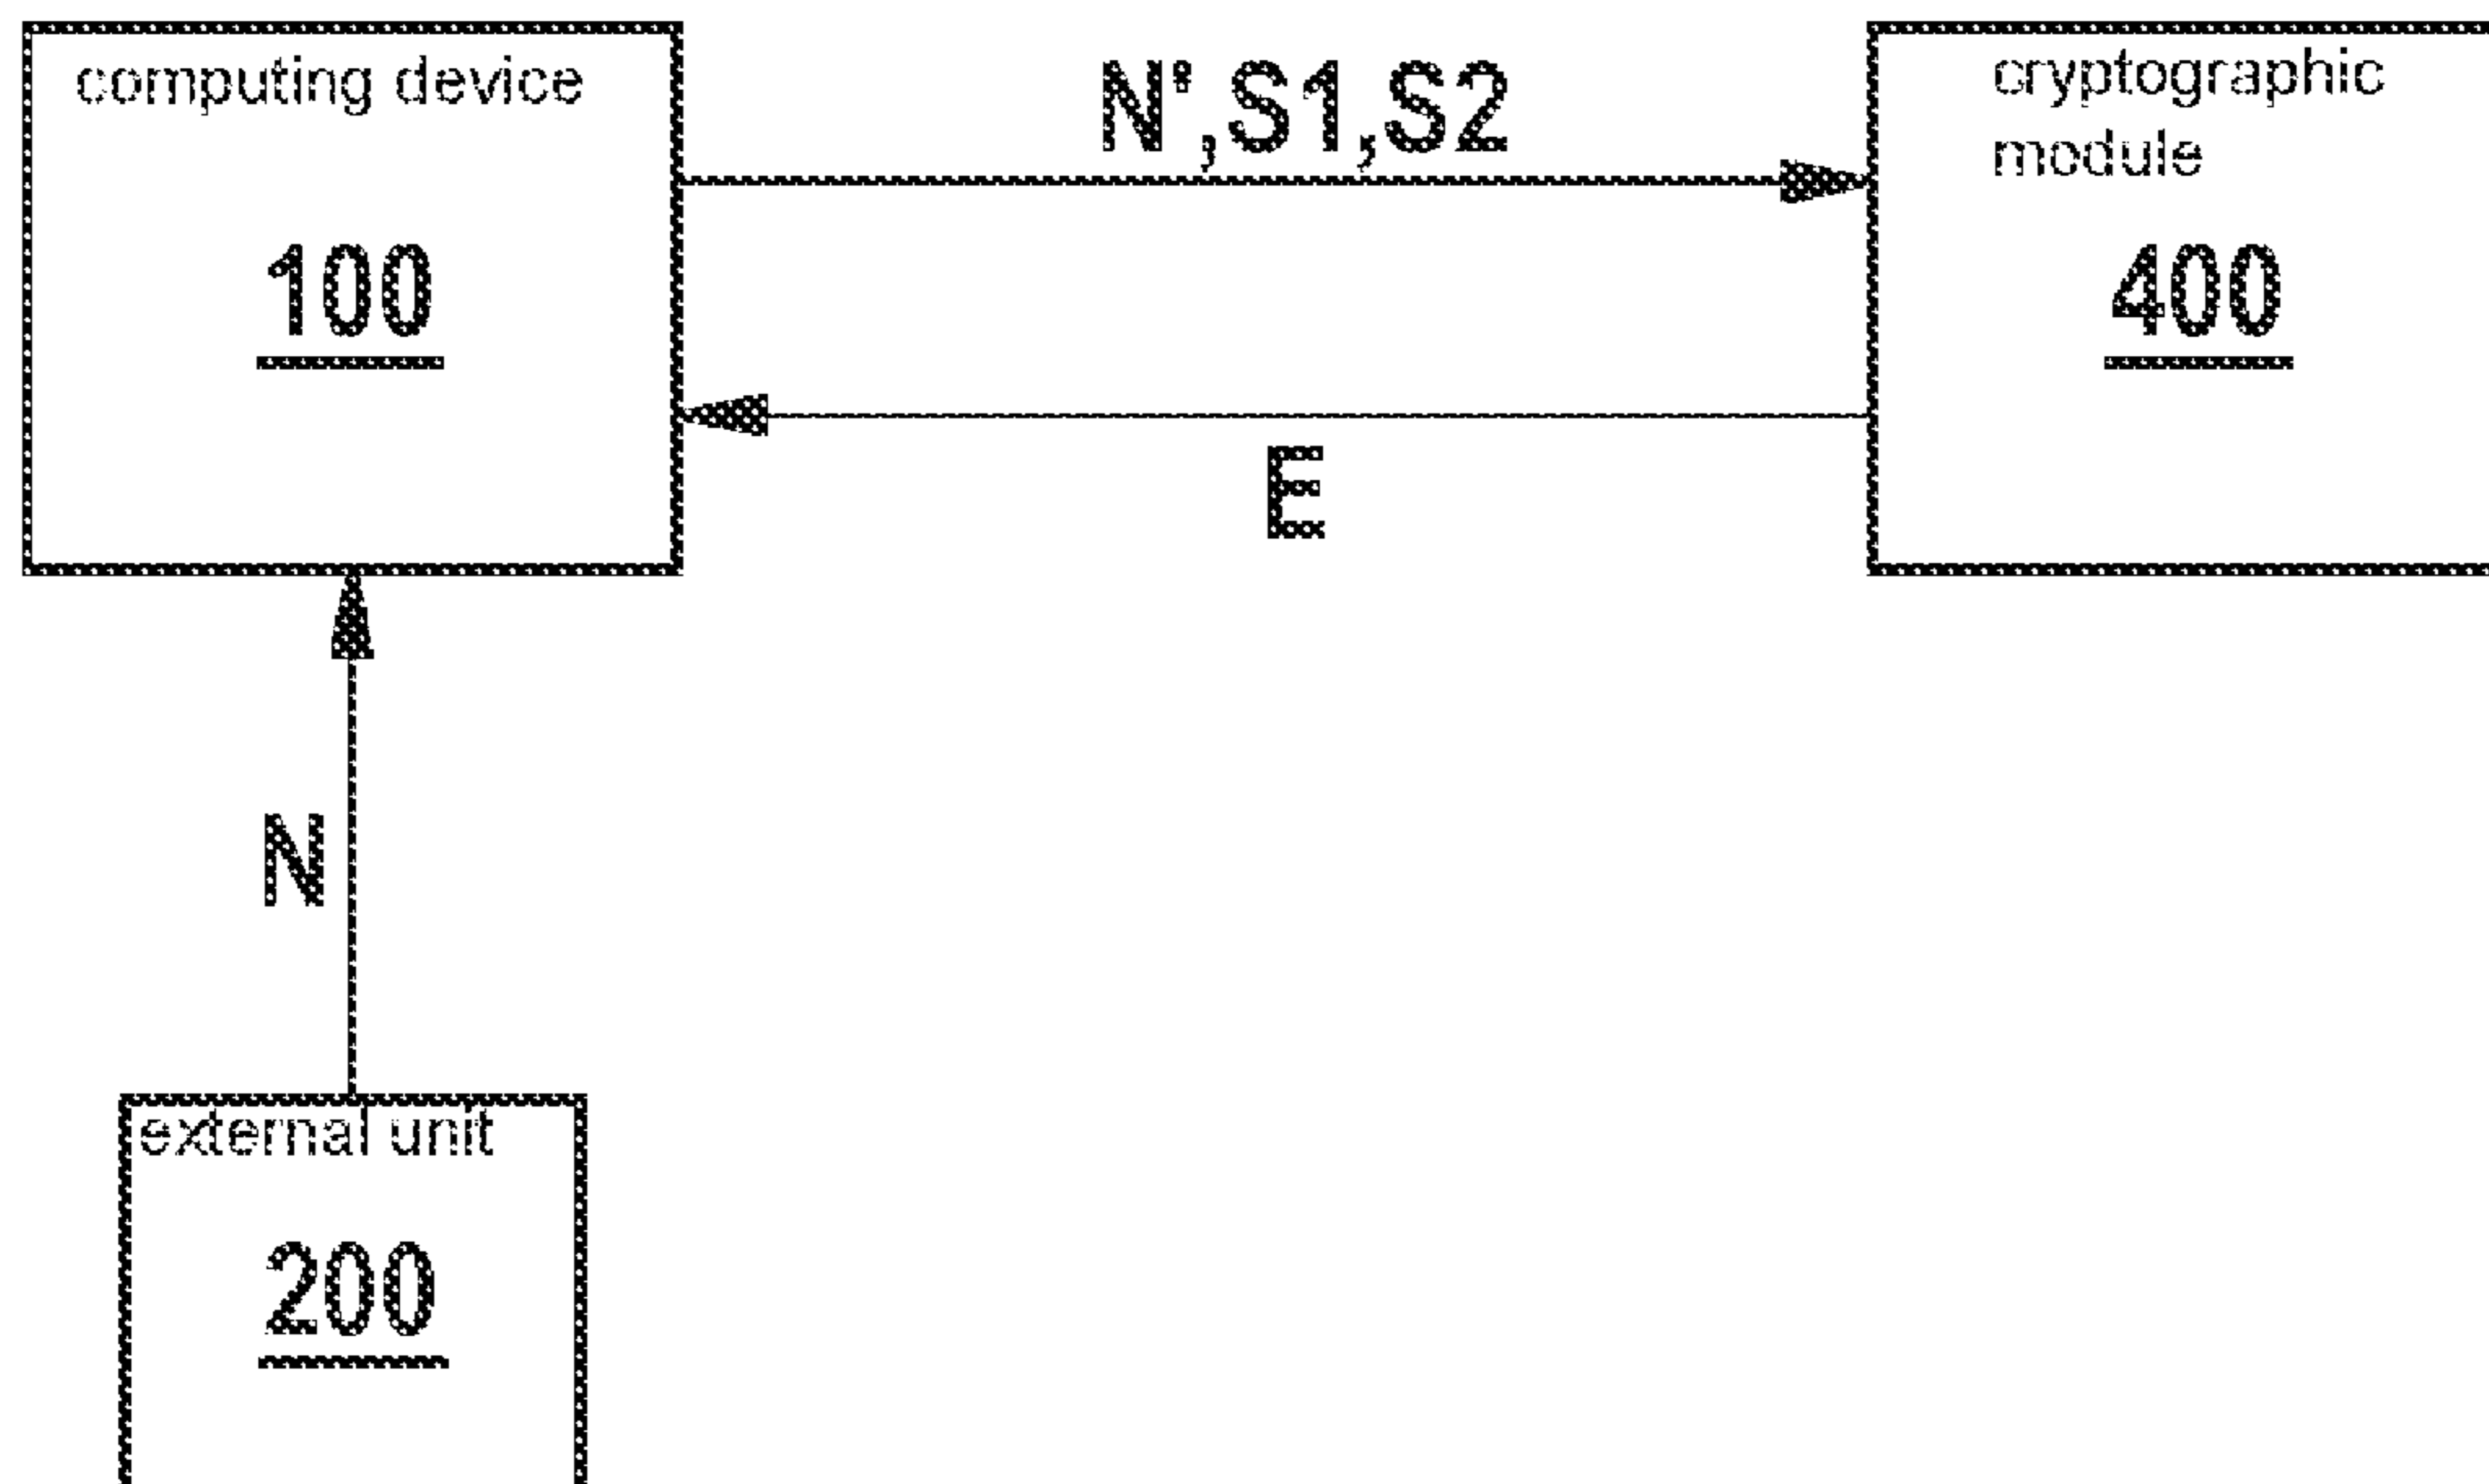 computing device
100
N',S1,S2
cryptographic
module
400
E
N
external unit
200